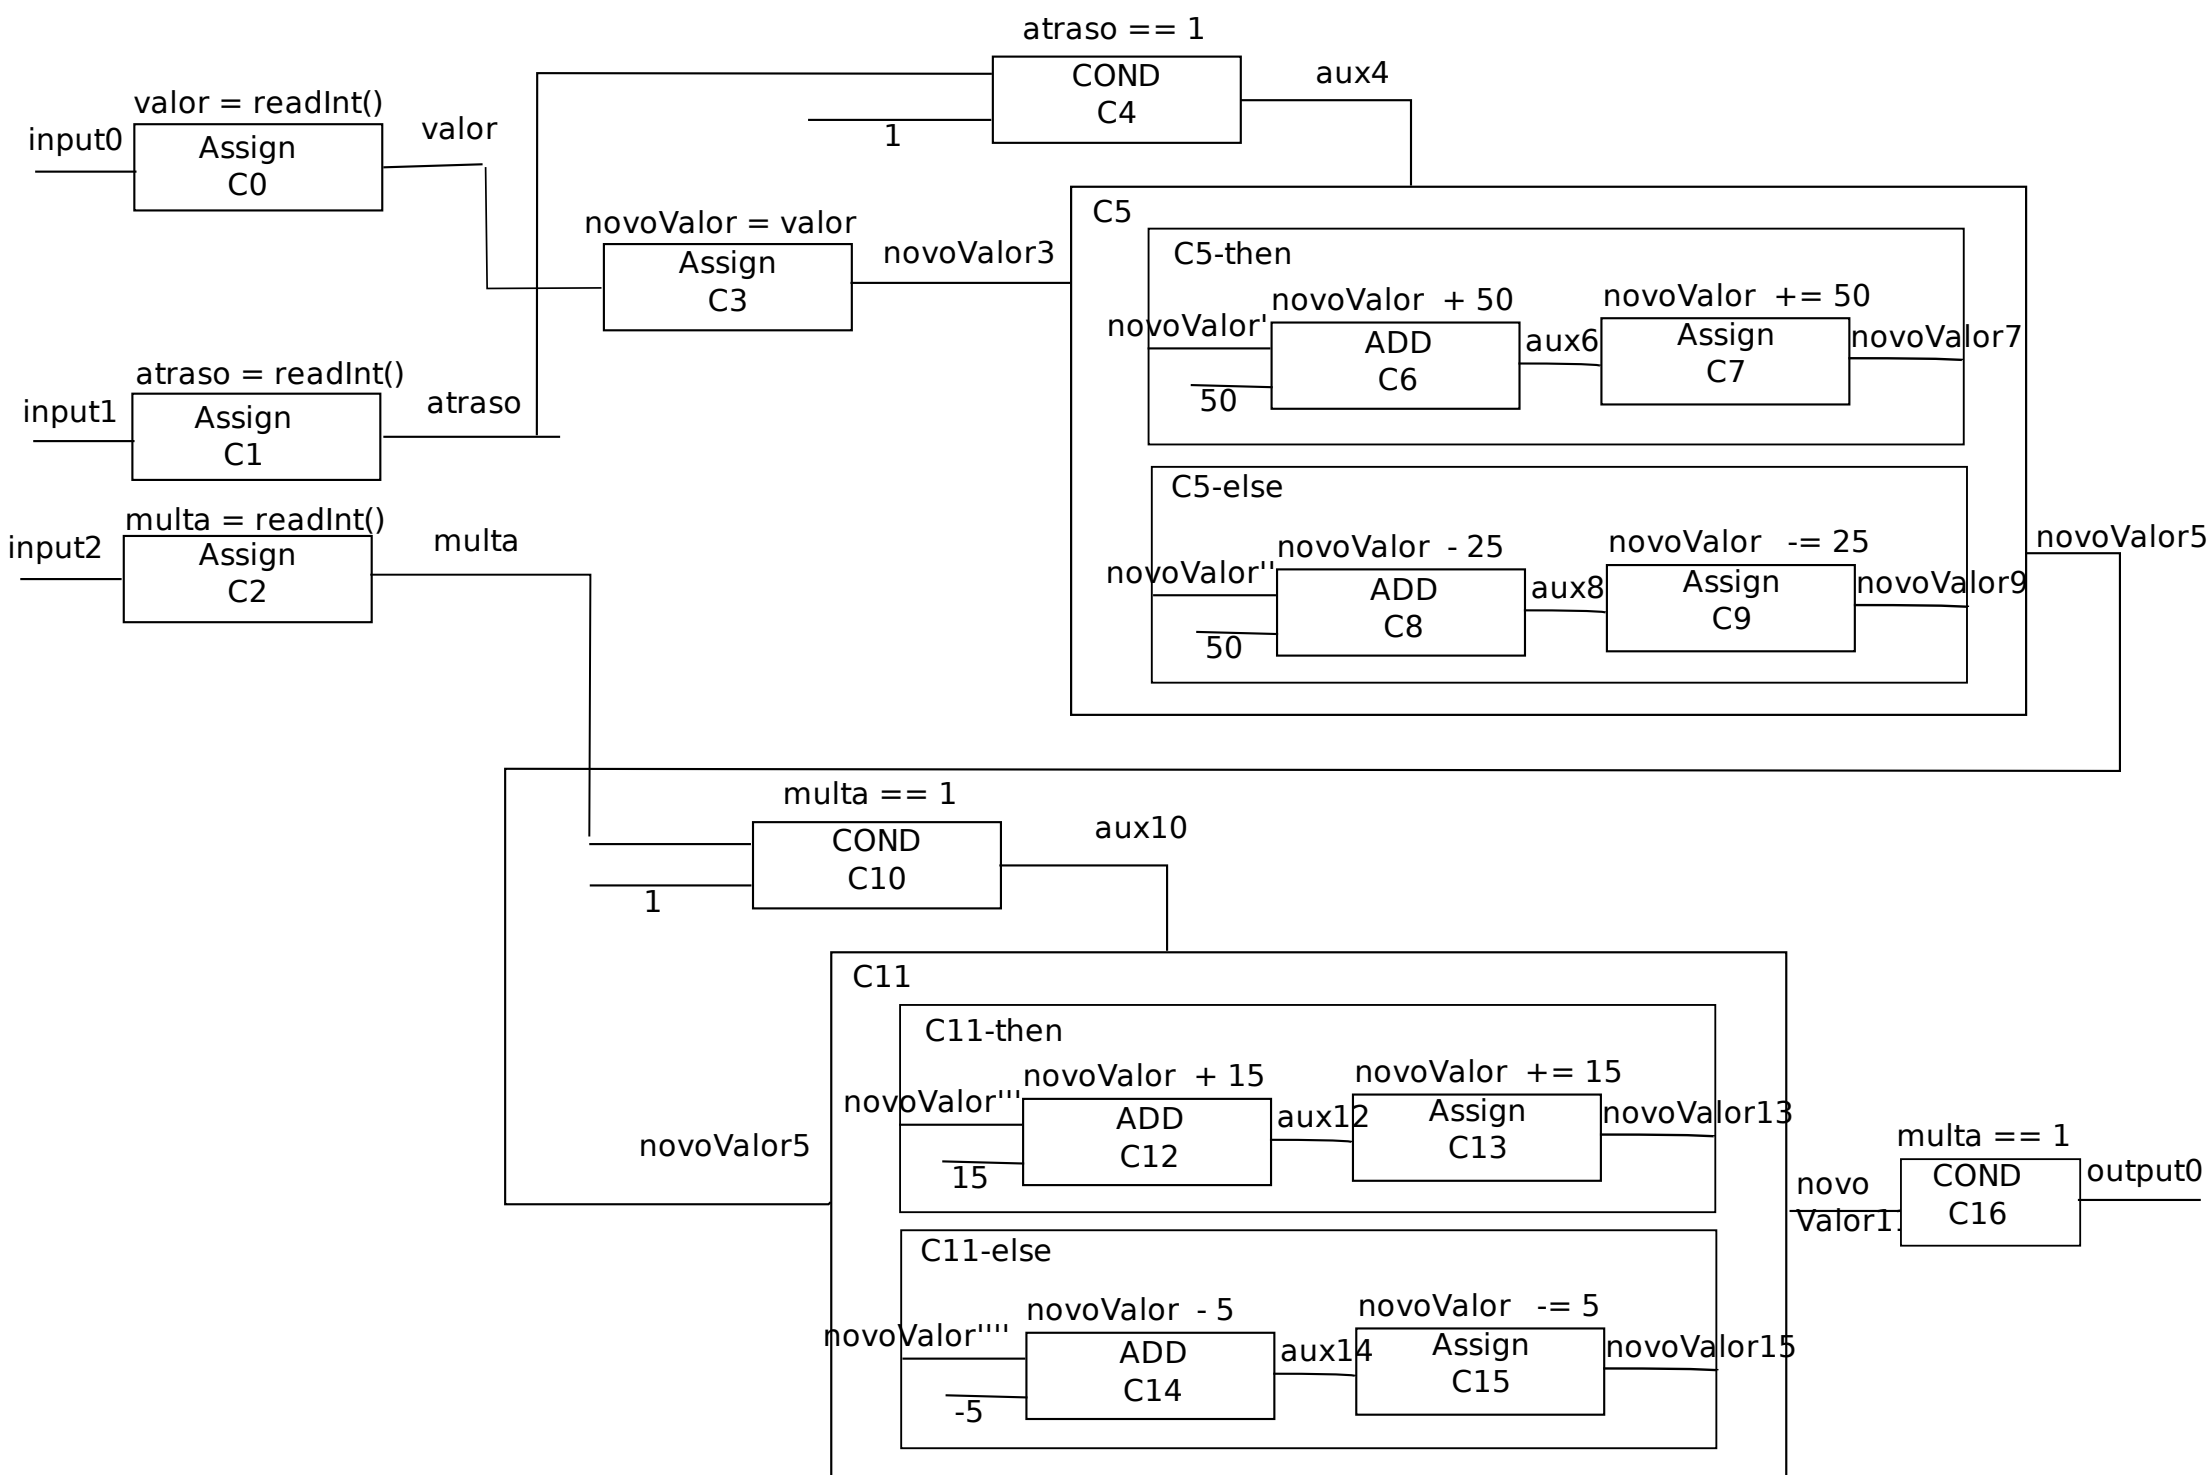 atraso == 1
COND
C4
aux4
1
valor = readInt()
input0
Assign
C0
valor
novoValor = valor
Assign
C3
novoValor3
atraso = readInt()
input1
Assign
C1
atraso
multa = readInt()
input2
Assign
C2
multa
C5
C5-then
novoValor + 50
novoValor += 50
novoValor'
ADD
C6
50
aux6
Assign
C7
novoValor7
C5-else
novoValor - 25
novoValor -= 25
novoValor''
ADD
C8
50
aux8
Assign
C9
novoValor9
novoValor5
multa == 1
COND
C10
1
aux10
novoValor5
C11
C11-then
novoValor + 15
novoValor += 15
novoValor'''
ADD
C12
15
aux12
Assign
C13
novoValor13
C11-else
novoValor - 5
novoValor -= 5
novoValor''''
ADD
C14
-5
aux14
Assign
C15
novoValor15
novo
multa == 1
COND
C16
output0